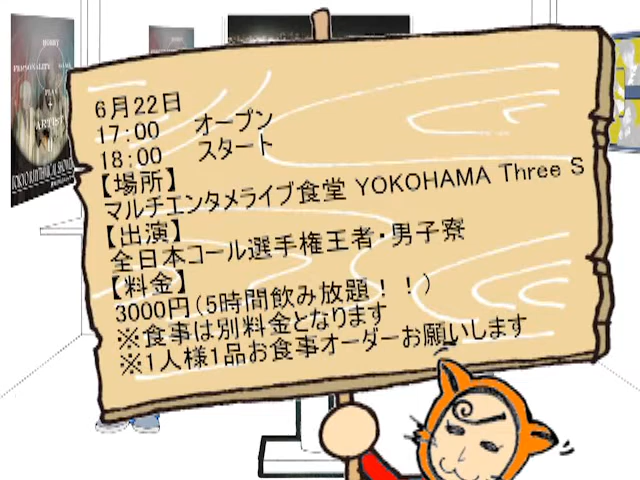 6月22日
17:00 オープン
18:00 スタート
【場所】
マルチエンタメライブ食堂 YOKOHAMA Three S
【出演】
全日本コール選手権王者・男子寮
【料金】
3000円(5時間飲み放題!!)
※食事は別料金となります
※1人様1品お食事オーダーお願いします
HOBBY
PERSONALITY
PLAY
+
ARTIST